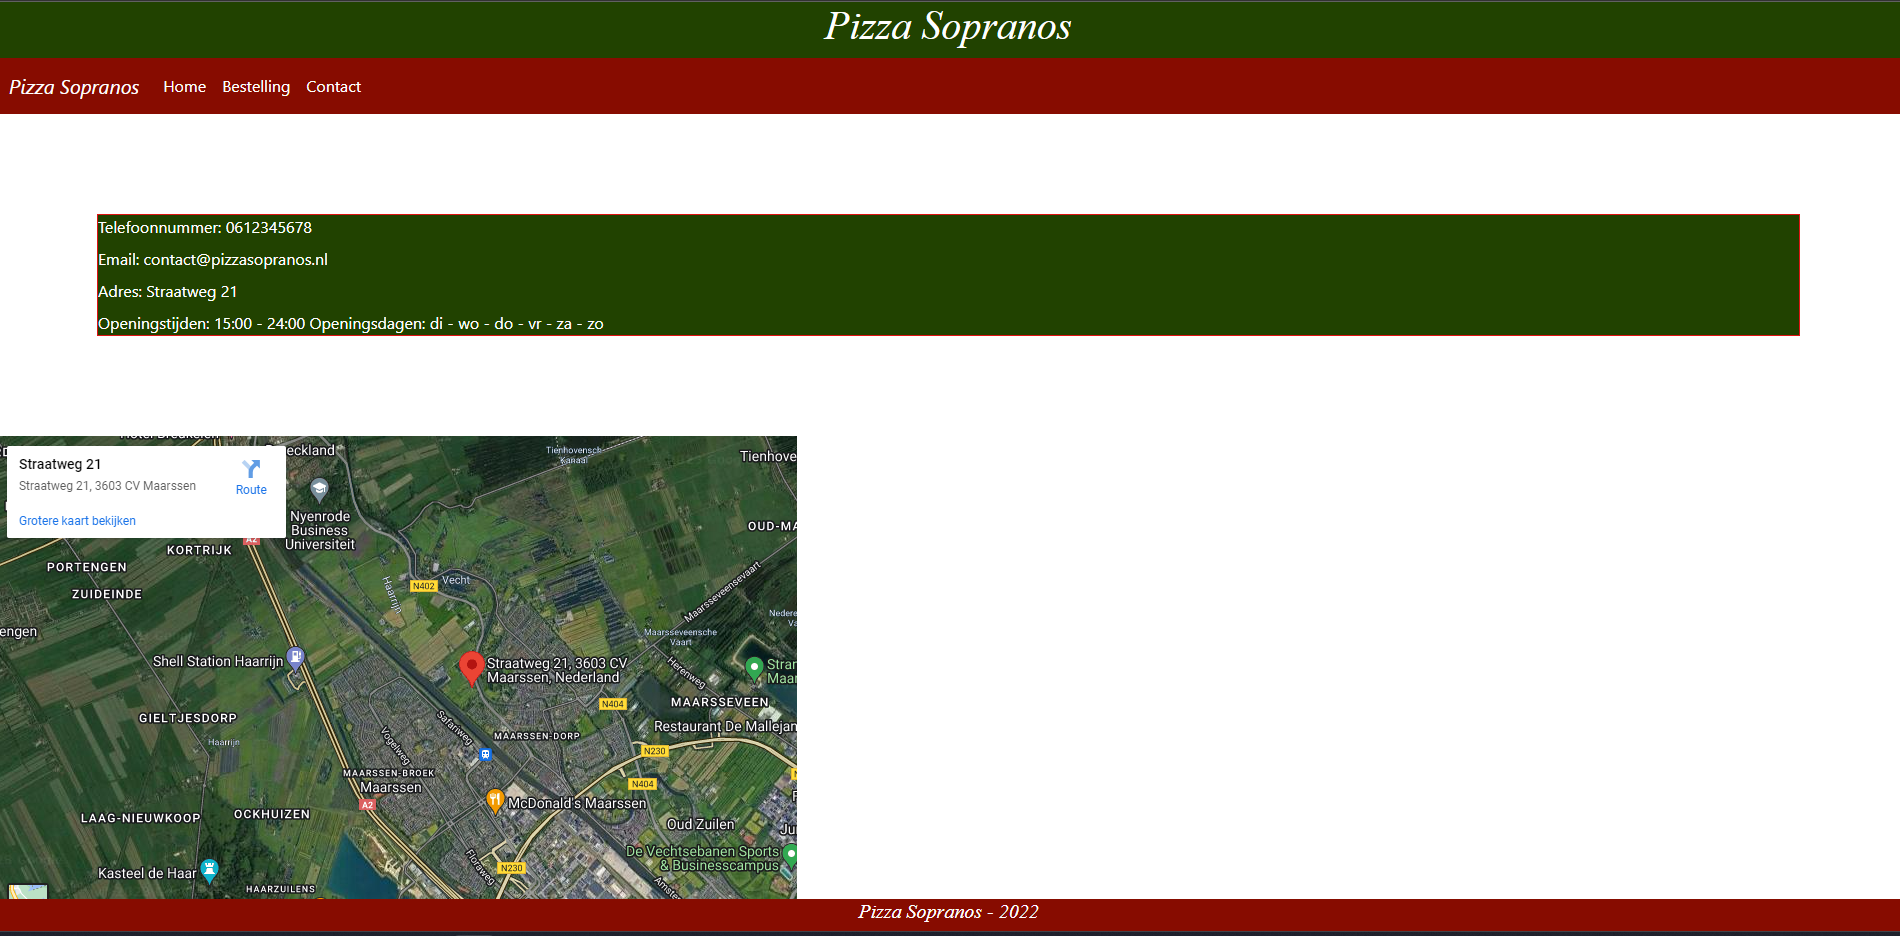 Pizza Sopranos
Pizza Sopranos Home Bestelling Contact
Telefoonnummer: 0612345678
Email: contact@pizzasopranos.nl
Adres: Straatweg 21
Openingstijden: 15:00 - 24:00 Openingsdagen: di - wo - do - vr - za - zo
Straatweg 21
Straatweg 21, 3603 CV Maarssen
Route
Grotere kaart bekijken
eckland
Tienhovensch
Kanaal
Tienhove
Nyenrode
Business
Universiteit
OUD-MA
A2
KORTRIJK
PORTENGEN
ZUIDEINDE
N402
Vecht
Haarrijn
Maarsseveensevaart
Nedere
Va
engen
Maarsseveensche
Vaart
Shell Station Haarrijn
Straatweg 21, 3603 CV
Maarssen, Nederland
Herenweg
Stran
Maar
MAARSSEVEEN
N404
GIELTJESDORP
Haarrijn
Safariweg
Vogelweg
MAARSSEN-DORP
Restaurant De Mallejan
N230
MAARSSEN-BROEK
Maarssen
N404
A2
McDonald's Maarssen
LAAG-NIEUWKOOP
OCKHUIZEN
Oud Zuilen
Ju
De Vechtsebanen Sports
& Businesscampus
Floraweg
N230
Kasteel de Haar
HAARZUILENS
Amste
Pizza Sopranos - 2022